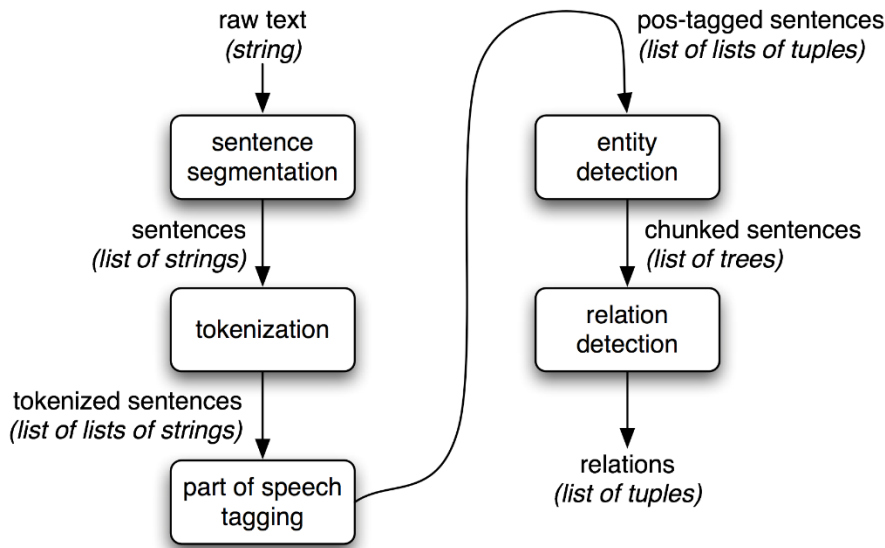 raw text
(string)
sentence
segmentation
sentences
(list of strings)
tokenization
tokenized sentences
(list of lists of strings)
part of speech
tagging
pos-tagged sentences
(list of lists of tuples)
entity
detection
chunked sentences
(list of trees)
relation
detection
relations
(list of tuples)